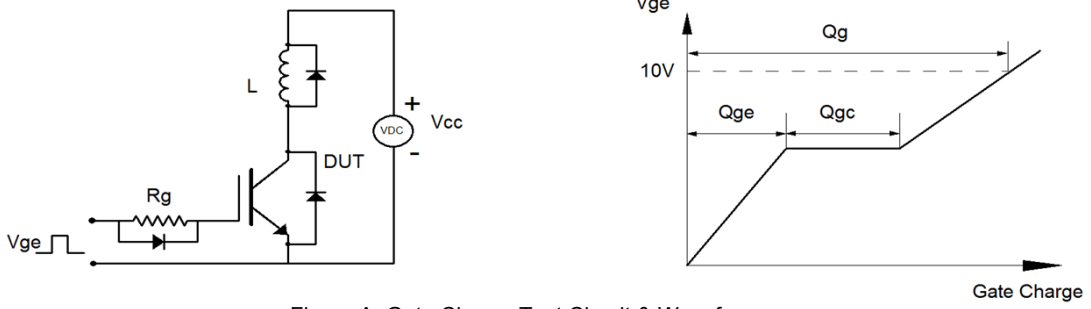 L
VDC
+
Vcc
-
DUT
Rg
Vge
Vge
Qg
10V
Qge
Qgc
Gate Charge